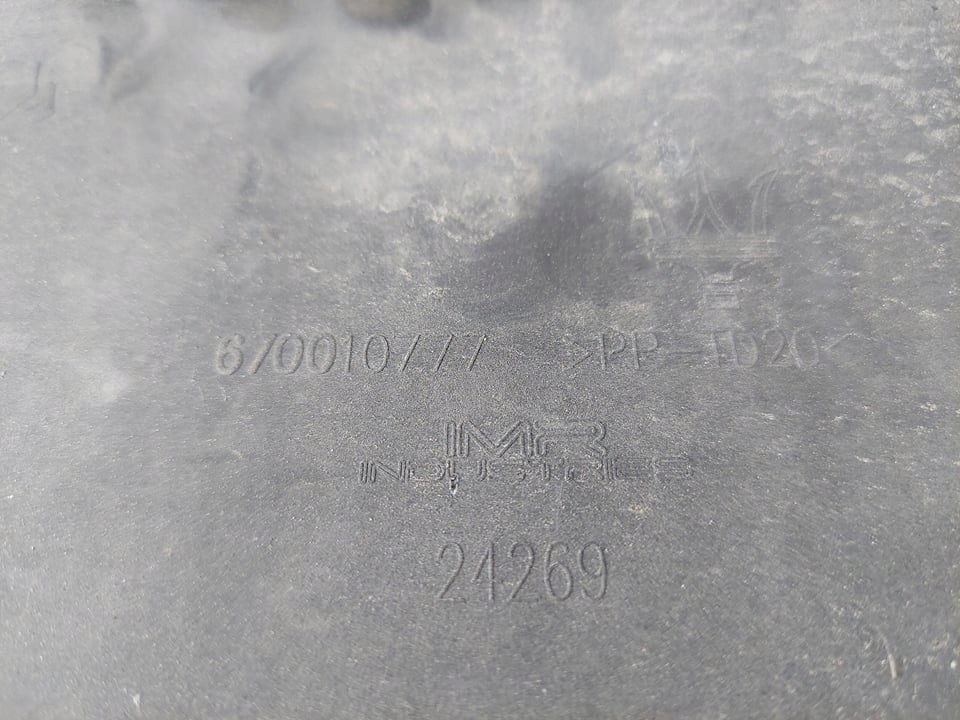 670010777 >PP-TD20<
IMR
INDUSTRIES
24269